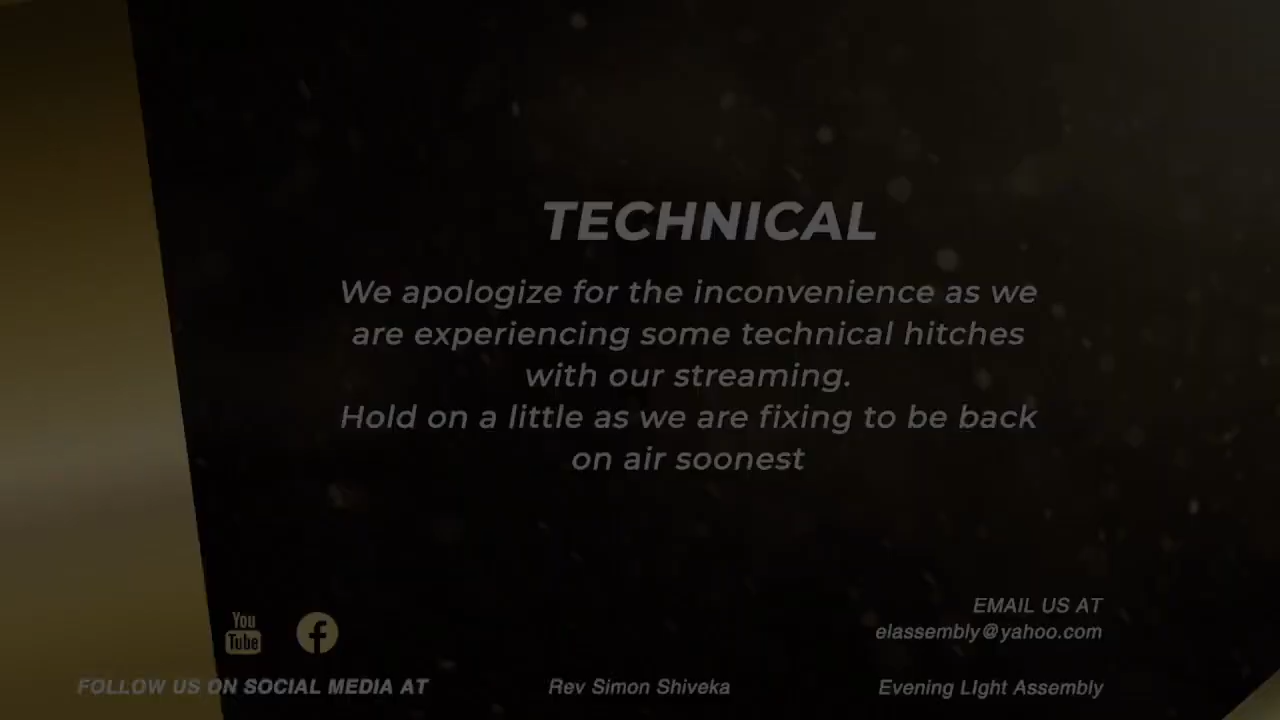 TECHNICAL
We apologize for the inconvenience as we
are experiencing some technical hitches
with our streaming.
Hold on a little as we are fixing to be back
on air soonest
You
Tube
EMAIL US AT
elassembly@yahoo.com
FOLLOW US ON SOCIAL MEDIA AT
Rev Simon Shiveka
Evening LIght Assembly